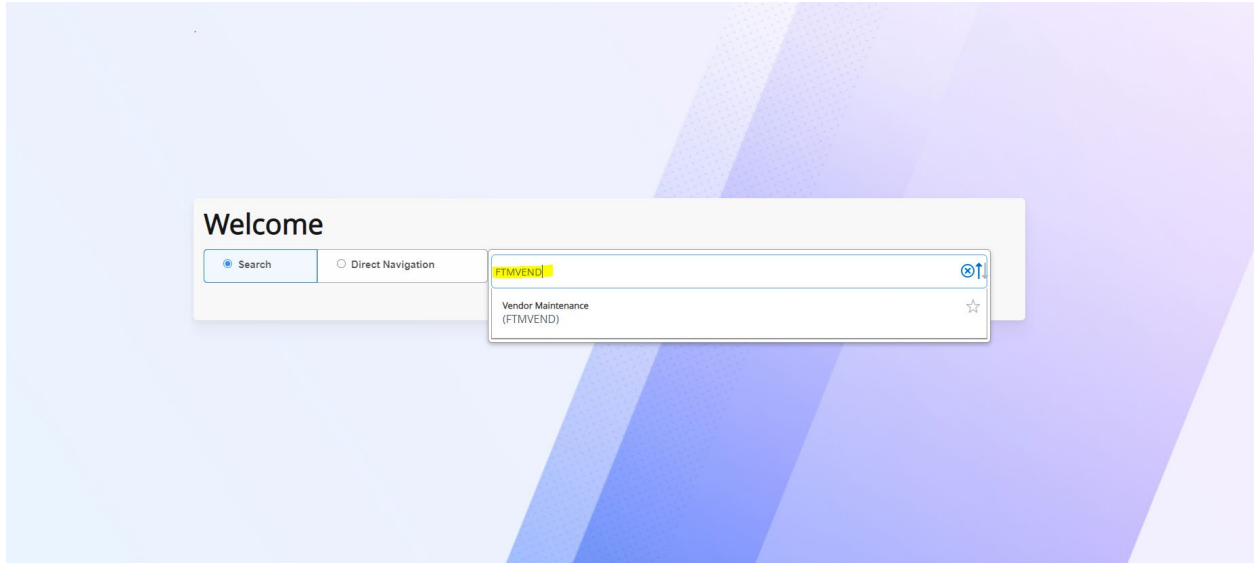 Welcome
Search
Direct Navigation
FTMVEND
Vendor Maintenance
(FTMVEND)